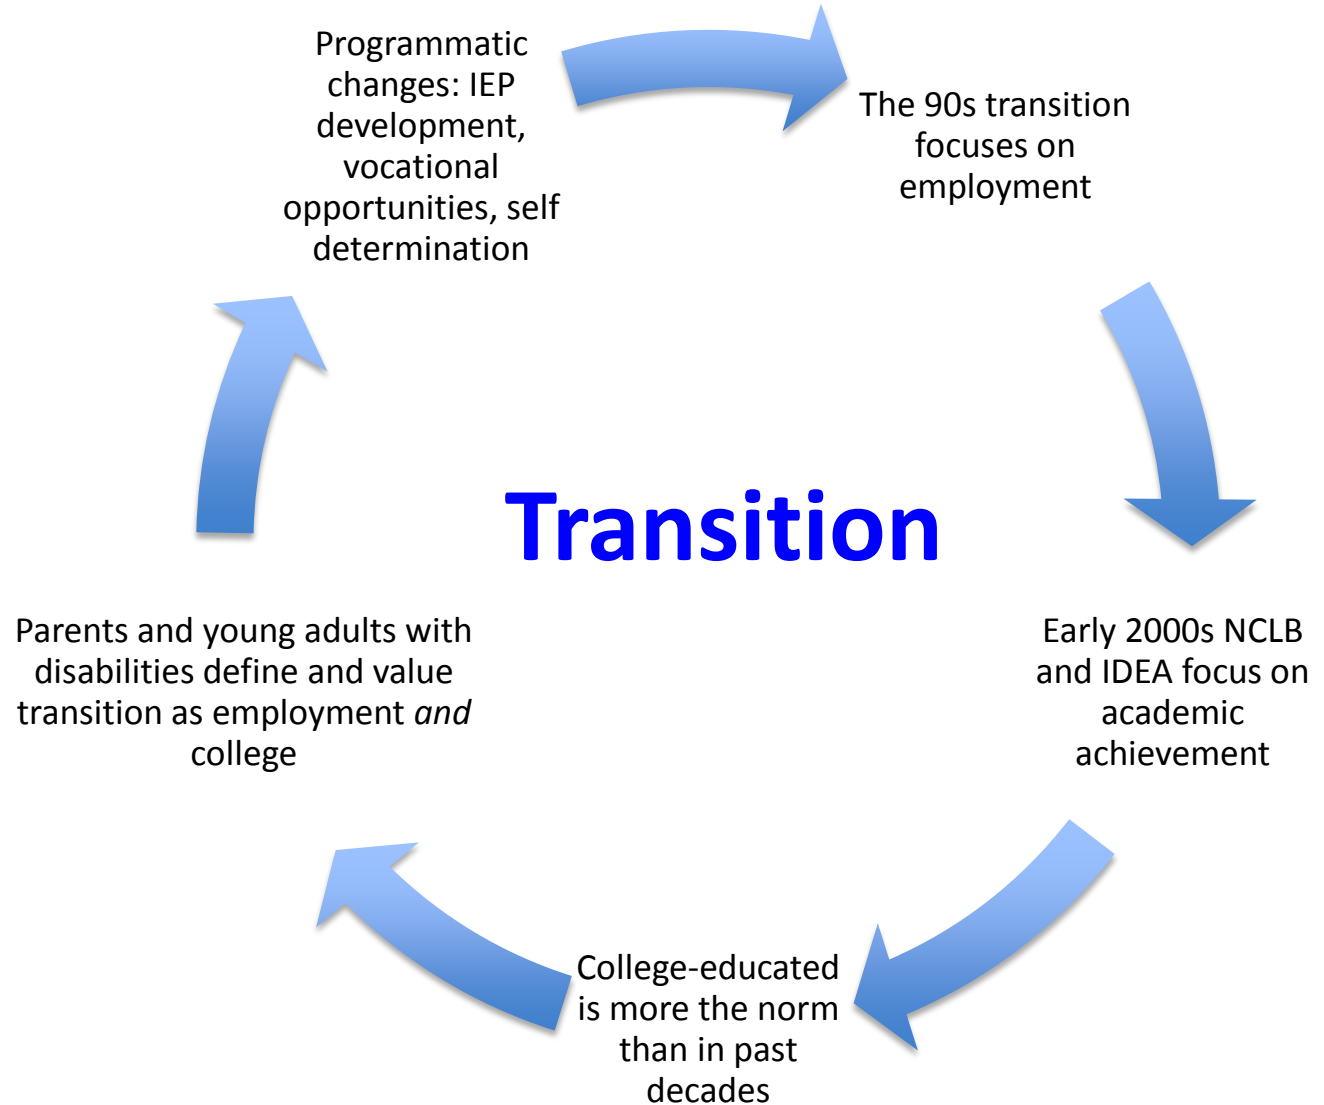 Programmatic
changes: IEP
development,
vocational
opportunities, self
determination
The 90s transition
focuses on
employment
Transition
Early 2000s NCLB
and IDEA focus on
academic
achievement
College-educated
is more the norm
than in past
decades
Parents and young adults with
disabilities define and value
transition as employment and
college